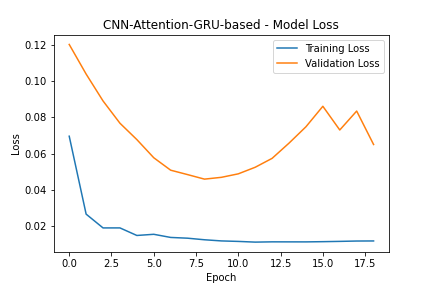 CNN-Attention-GRU-based - Model Loss
Training Loss
Validation Loss
Loss
0.12
0.10
0.08
0.06
0.04
0.02
0.0 2.5 5.0 7.5 10.0 12.5 15.0 17.5
Epoch